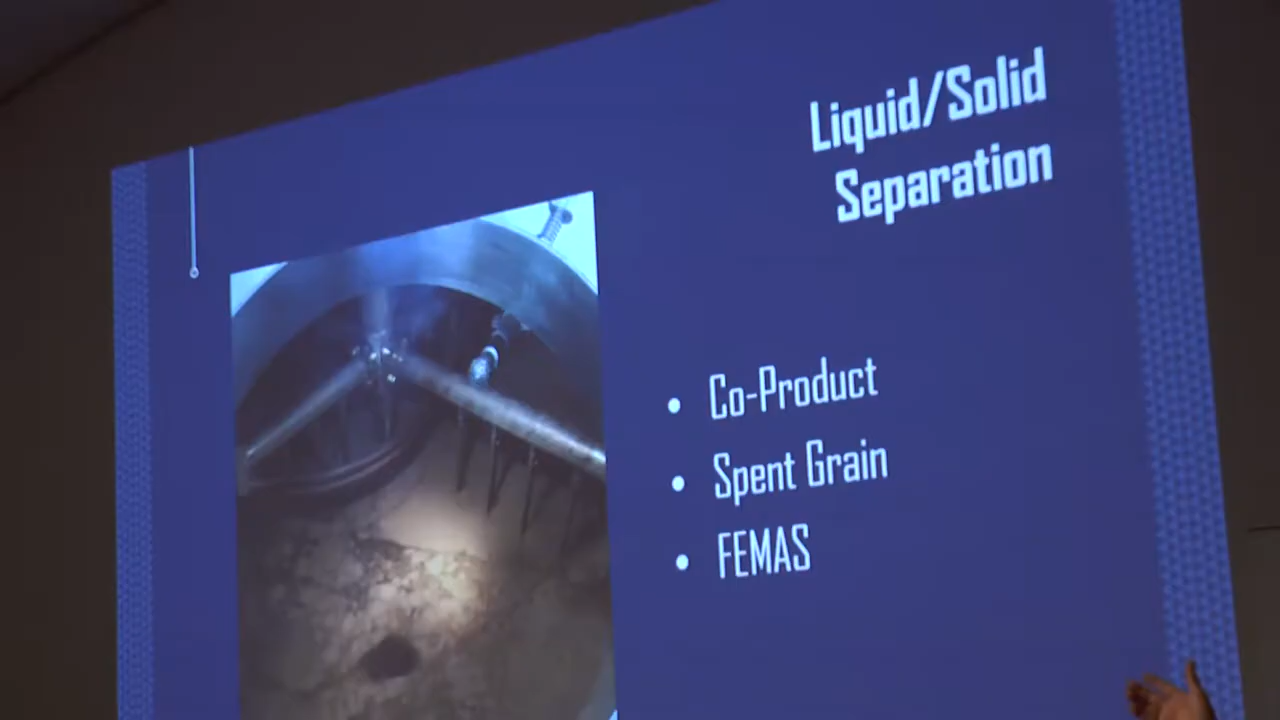 Liquid/Solid
Separation
• Co-Product
• Spent Grain
• FEMAS